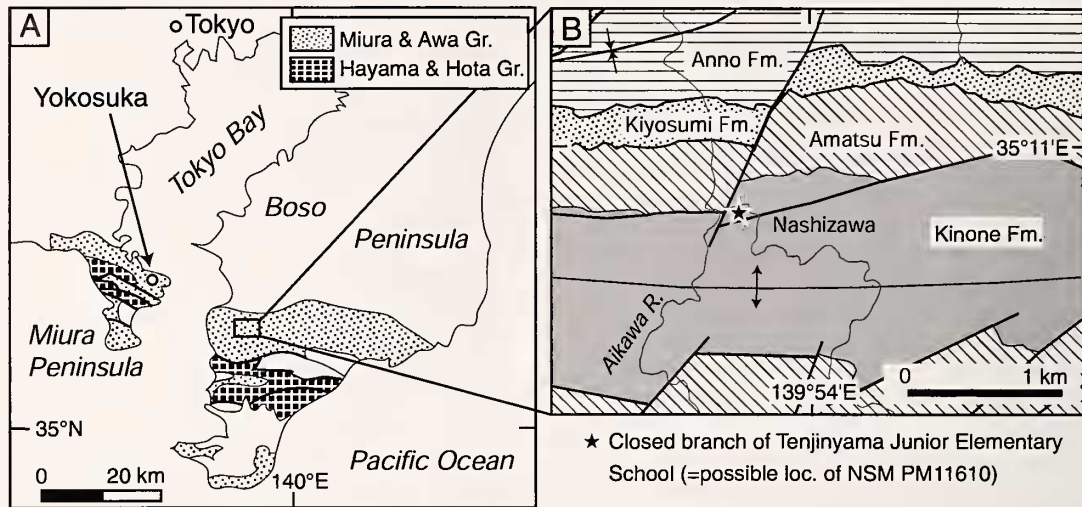 A
Tokyo
Miura & Awa Gr.
Hayama & Hota Gr.
Yokosuka
Tokyo Bay
Boso
Peninsula
Miura
Peninsula
35°N
0 20 km
140°E
Pacific Ocean
B
Anno Fm.
Kiyosumi Fm.
Amatsu Fm.
35°11'E
Nashizawa
Kinone Fm.
Aikawa R.
139°54'E
0 1 km
★ Closed branch of Tenjinyama Junior Elementary
School (=possible loc. of NSM PM11610)